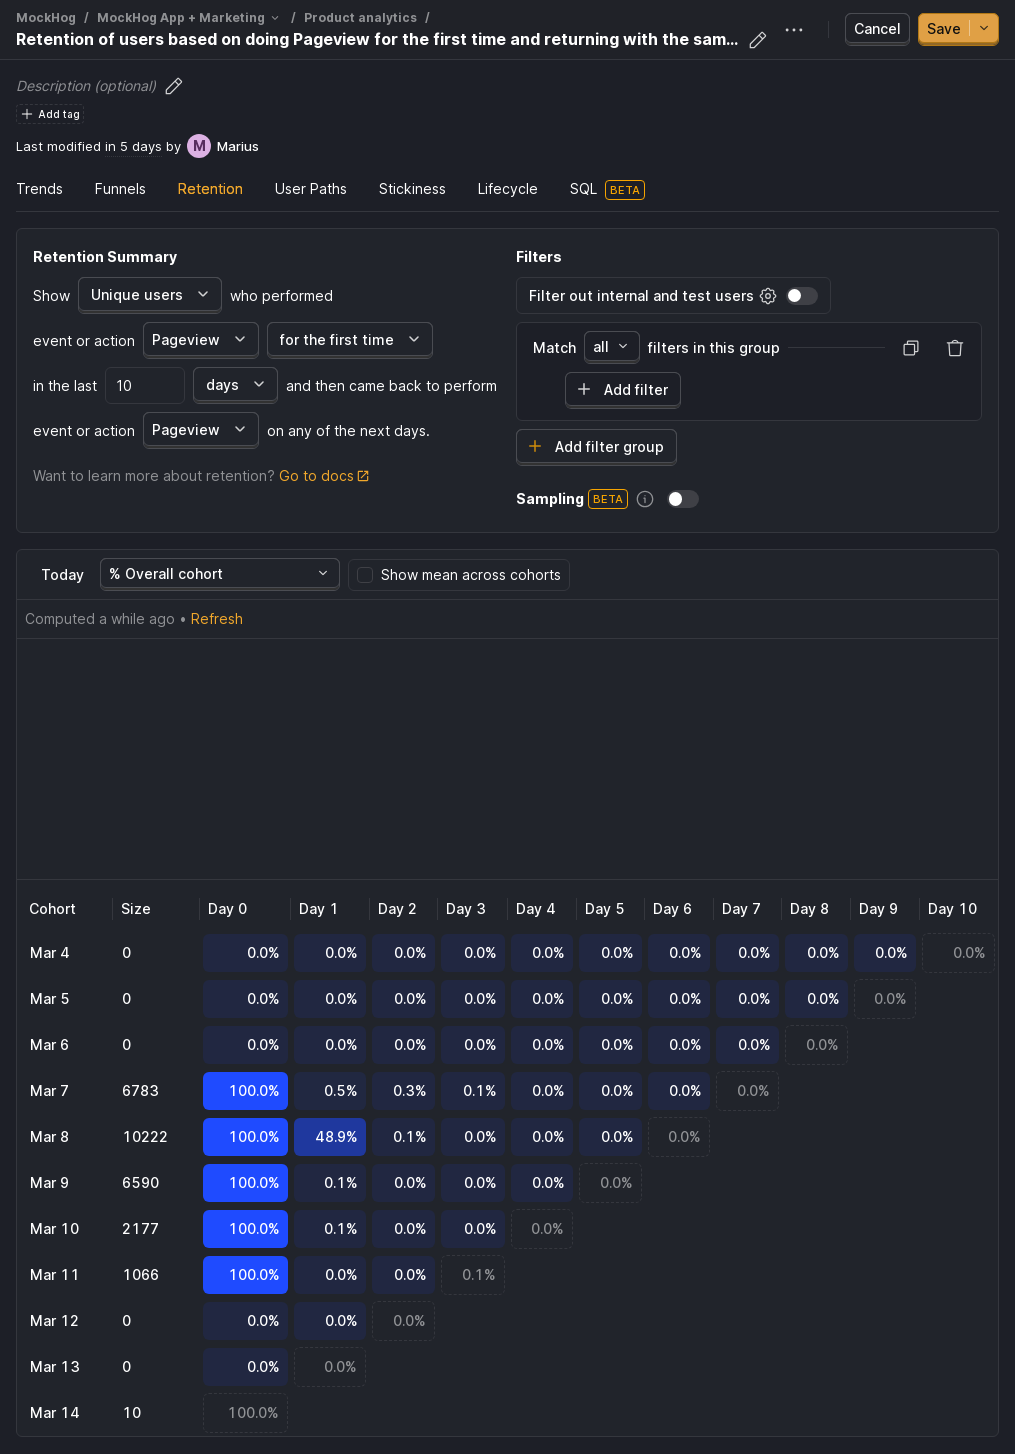 MockHog / MockHog App + Marketing / Product analytics /
Retention of users based on doing Pageview for the first time and returning with the sam...
Cancel
Save
Description (optional)
Add tag
Last modified in 5 days by M Marius
Trends Funnels Retention User Paths Stickiness Lifecycle SQL BETA
Retention Summary
Show Unique users who performed
event or action Pageview for the first time
in the last 10 days and then came back to perform
event or action Pageview on any of the next days.
Want to learn more about retention? Go to docs
Filters
Filter out internal and test users
Match all filters in this group
Add filter
Add filter group
Sampling BETA
Today % Overall cohort Show mean across cohorts
Computed a while ago • Refresh
Cohort Size Day 0 Day 1 Day 2 Day 3 Day 4 Day 5 Day 6 Day 7 Day 8 Day 9 Day 10
Mar 4 0 0.0% 0.0% 0.0% 0.0% 0.0% 0.0% 0.0% 0.0% 0.0% 0.0% 0.0%
Mar 5 0 0.0% 0.0% 0.0% 0.0% 0.0% 0.0% 0.0% 0.0% 0.0% 0.0%
Mar 6 0 0.0% 0.0% 0.0% 0.0% 0.0% 0.0% 0.0% 0.0% 0.0%
Mar 7 6783 100.0% 0.5% 0.3% 0.1% 0.0% 0.0% 0.0% 0.0%
Mar 8 10222 100.0% 48.9% 0.1% 0.0% 0.0% 0.0% 0.0%
Mar 9 6590 100.0% 0.1% 0.0% 0.0% 0.0% 0.0%
Mar 10 2177 100.0% 0.1% 0.0% 0.0% 0.0%
Mar 11 1066 100.0% 0.0% 0.0% 0.1%
Mar 12 0 0.0% 0.0% 0.0%
Mar 13 0 0.0% 0.0%
Mar 14 10 100.0%